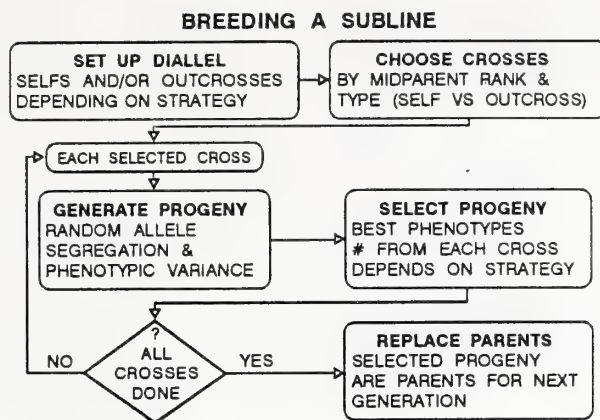 BREEDING A SUBLINE
SET UP DIALLEL
SELFS AND/OR OUTCROSSES
DEPENDING ON STRATEGY
CHOOSE CROSSES
BY MIDPARENT RANK &
TYPE (SELF VS OUTCROSS)
EACH SELECTED CROSS
GENERATE PROGENY
RANDOM ALLELE
SEGREGATION &
PHENOTYPIC VARIANCE
SELECT PROGENY
BEST PHENOTYPES
# FROM EACH CROSS
DEPENDS ON STRATEGY
?
ALL
CROSSES
DONE
NO
YES
REPLACE PARENTS
SELECTED PROGENY
ARE PARENTS FOR NEXT
GENERATION